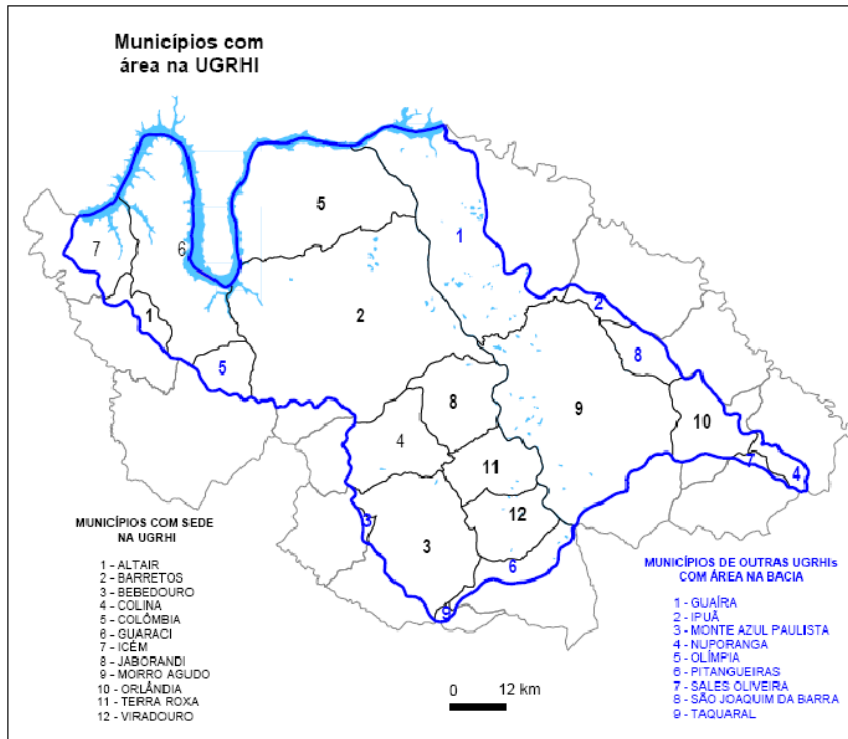 Municípios com
área na UGRHI
5
1
7
6
2
2
1
8
5
8
9
10
4
11
7
4
12
3
3
6
9
MUNICÍPIOS COM SEDE
NA UGRHI
1 - ALTAIR
2 - BARRETOS
3 - BEBEDOURO
4 - COLINA
5 - COLÔMBIA
6 - GUARACI
7 - ICÉM
8 - JABORANDI
9 - MORRO AGUDO
10 - ORLÂNDIA
11 - TERRA ROXA
12 - VIRADOURO
0 12 km
MUNICÍPIOS DE OUTRAS UGRHIs
COM ÁREA NA BACIA
1 - GUAÍRA
2 - IPUÃ
3 - MONTE AZUL PAULISTA
4 - NUPORANGA
5 - OLÍMPIA
6 - PITANGUEIRAS
7 - SALES OLIVEIRA
8 - SÃO JOAQUIM DA BARRA
9 - TAQUARAL